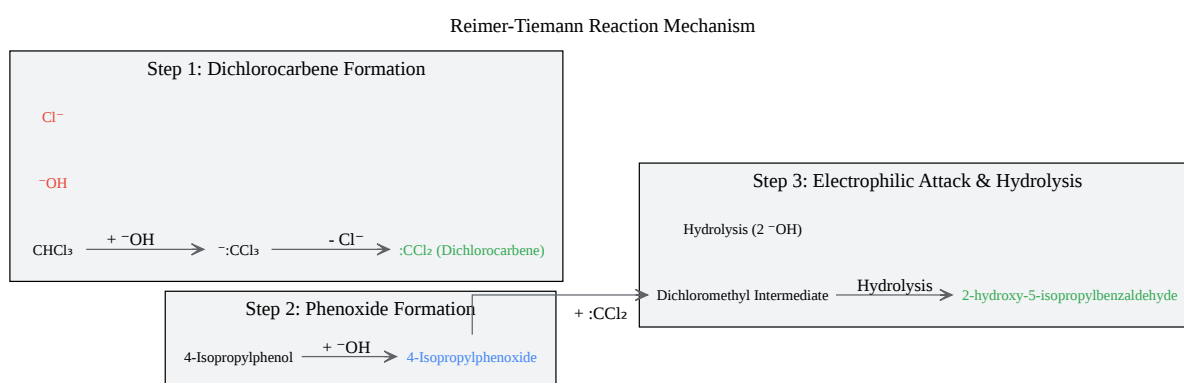 Reimer-Tiemann Reaction Mechanism
Step 1: Dichlorocarbene Formation
Cl⁻
⁻OH
CHCl₃
+ ⁻OH
⁻:CCl₃
- Cl⁻
:CCl₂ (Dichlorocarbene)
Step 2: Phenoxide Formation
4-Isopropylphenol
+ ⁻OH
4-Isopropylphenoxide
+ :CCl₂
Step 3: Electrophilic Attack & Hydrolysis
Hydrolysis (2 ⁻OH)
Dichloromethyl Intermediate
Hydrolysis
2-hydroxy-5-isopropylbenzaldehyde